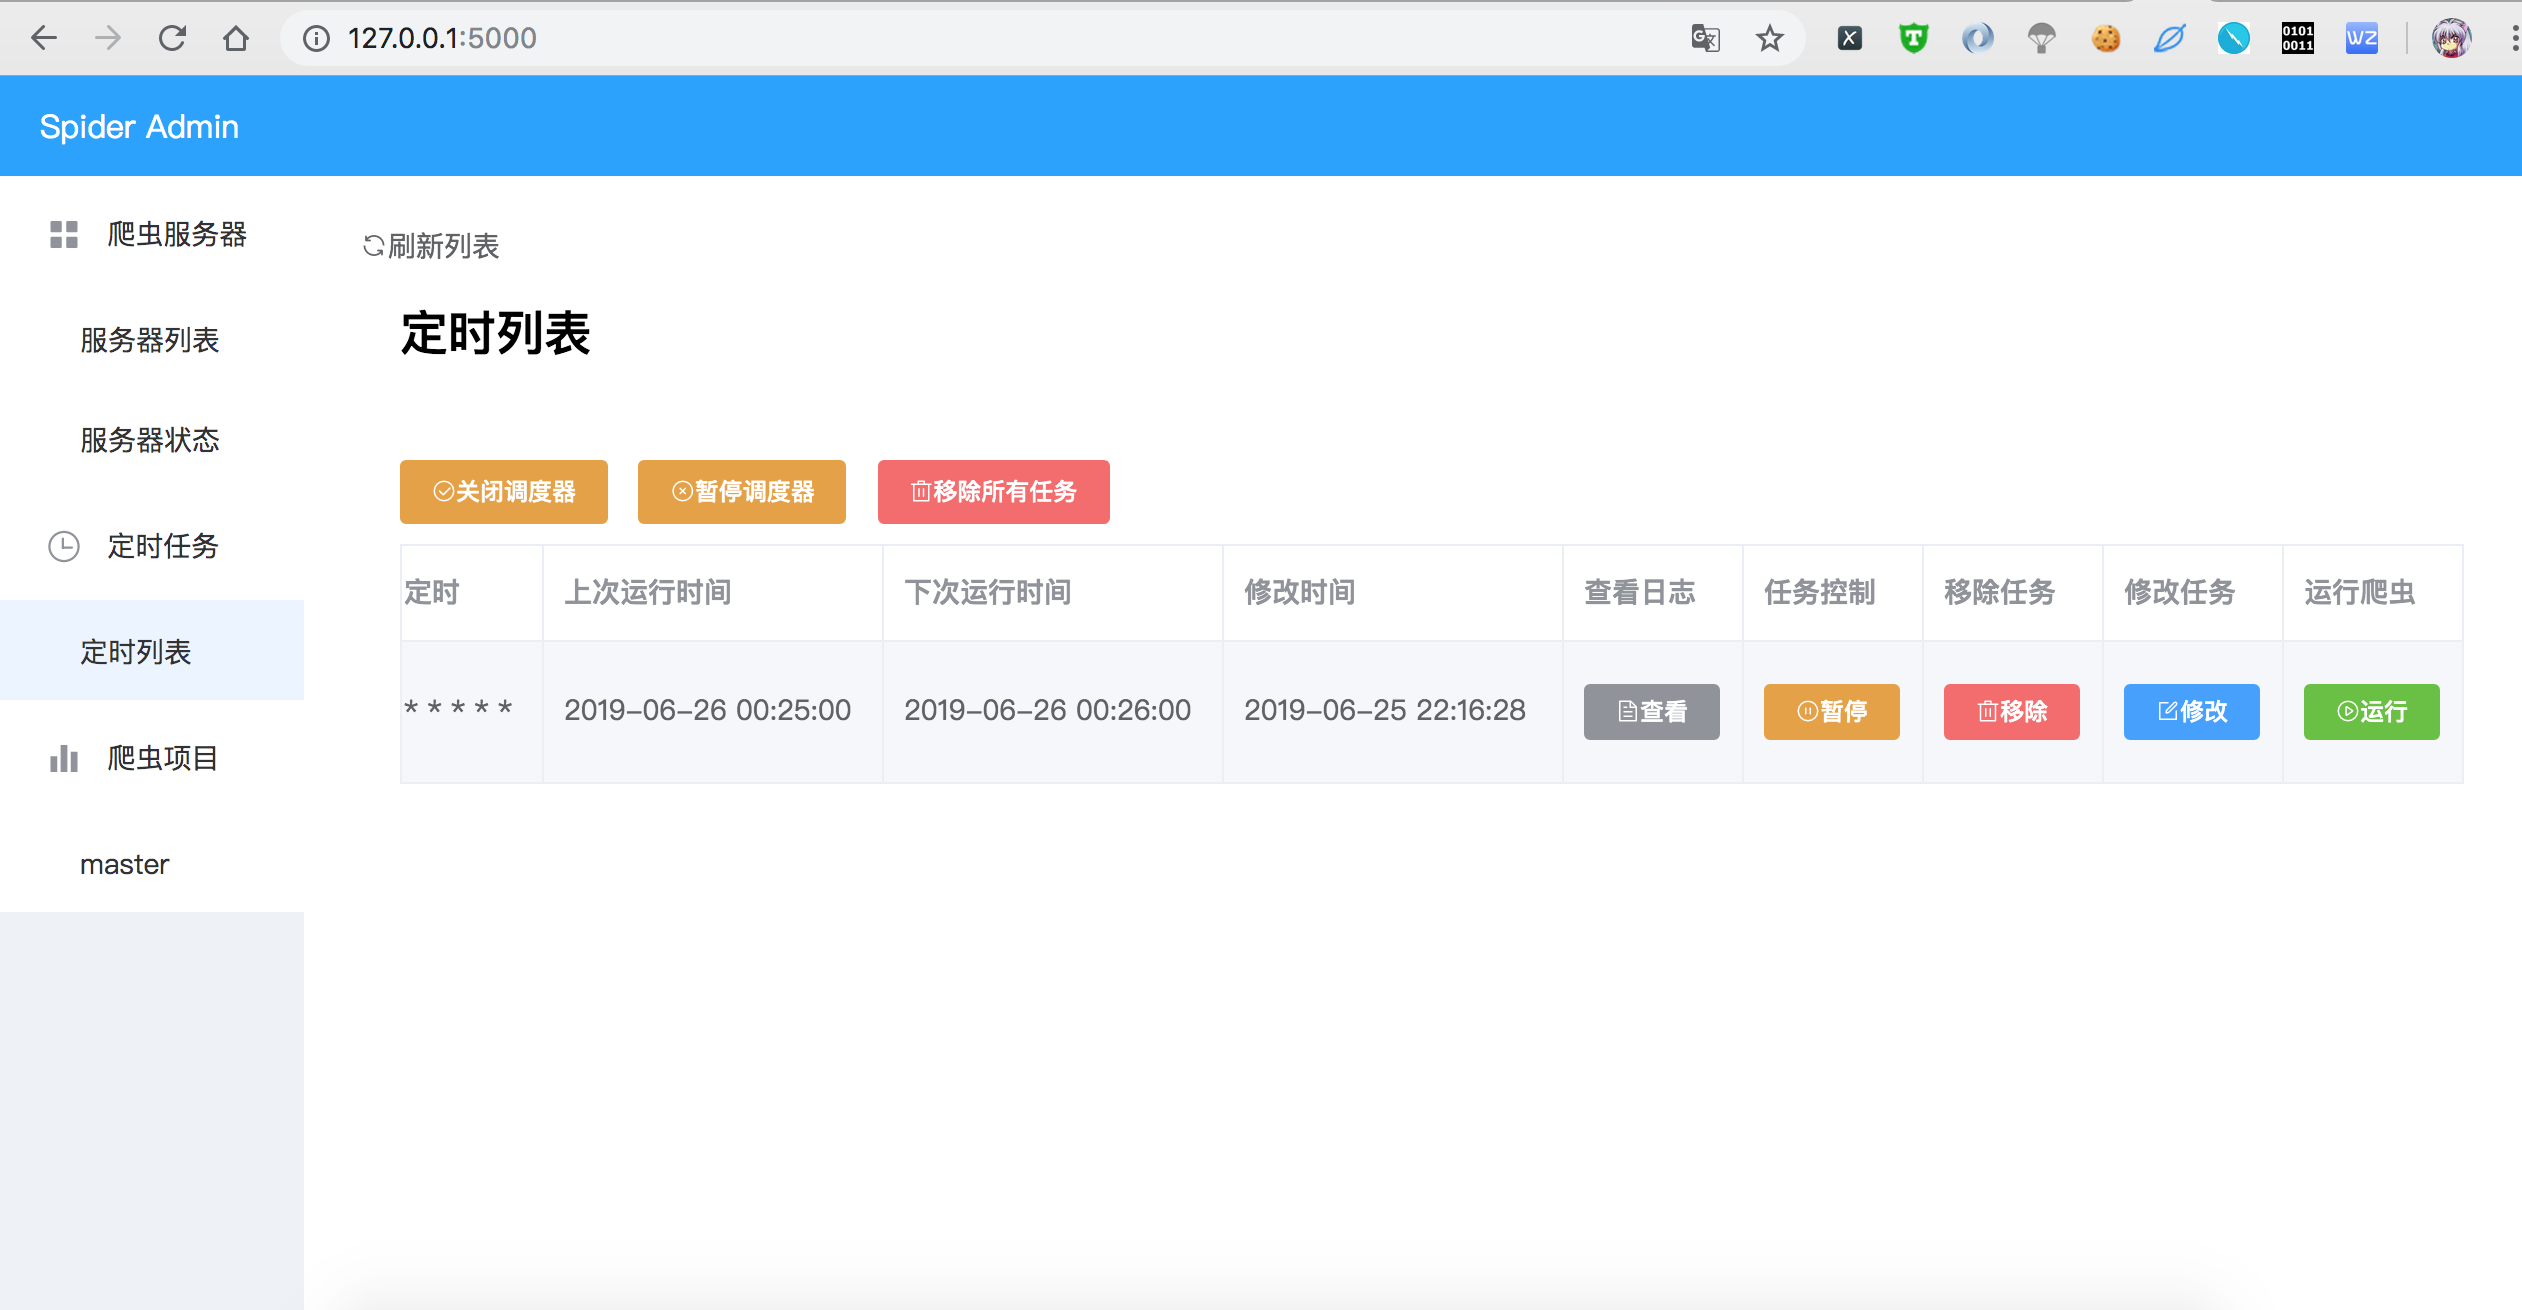 127.0.0.1:5000
0101
0011
WZ
Spider Admin
爬虫服务器
服务器列表
服务器状态
定时任务
定时列表
爬虫项目
master
刷新列表
定时列表
关闭调度器 暂停调度器 移除所有任务
定时 上次运行时间 下次运行时间 修改时间 查看日志 任务控制 移除任务 修改任务 运行爬虫
* * * * * 2019-06-26 00:25:00 2019-06-26 00:26:00 2019-06-25 22:16:28 查看 暂停 移除 修改 运行